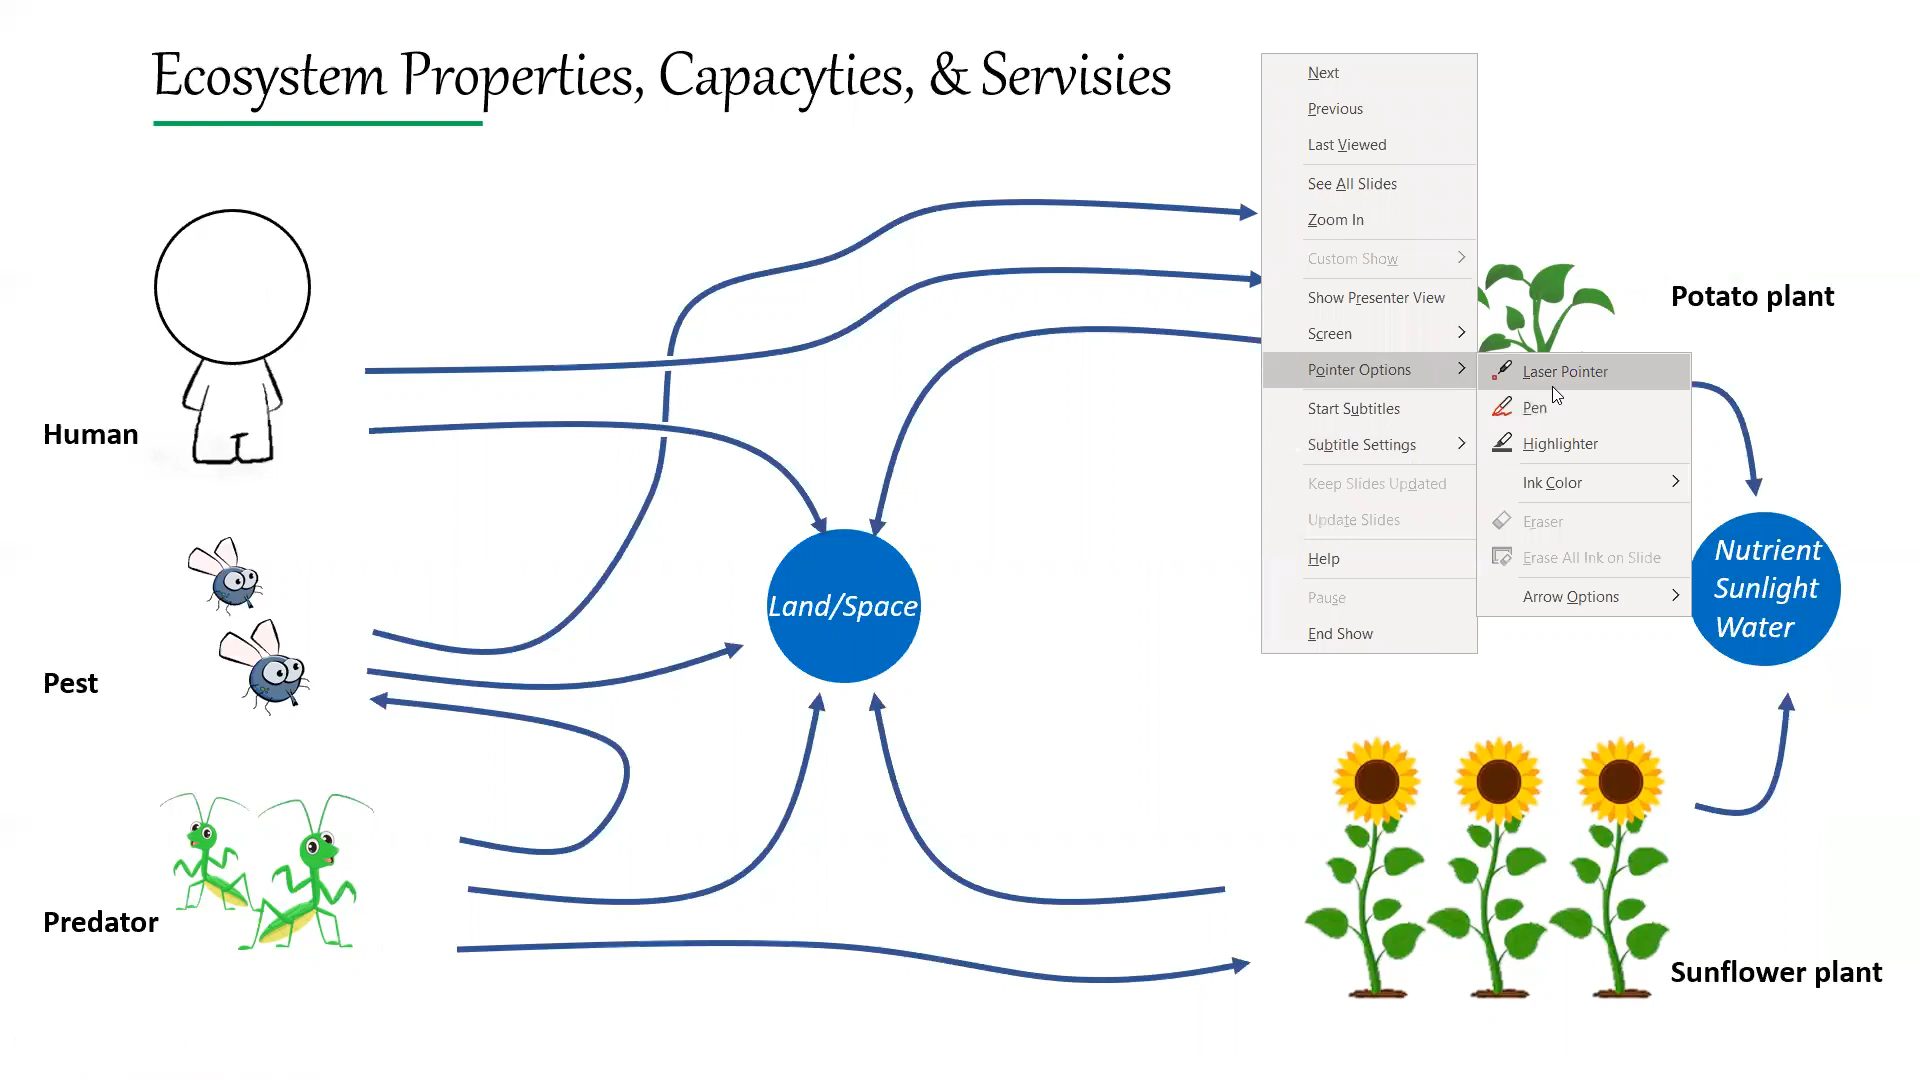 Ecosystem Properties, Capacyties, & Servisies
Next
Previous
Last Viewed
See All Slides
Zoom In
Custom Show
Show Presenter View
Screen
Pointer Options
Start Subtitles
Subtitle Settings
Keep Slides Updated
Update Slides
Help
Pause
End Show
Laser Pointer
Pen
Highlighter
Ink Color
Eraser
Erase All Ink on Slide
Arrow Options
Potato plant
Human
Land/Space
Nutrient
Sunlight
Water
Pest
Predator
Sunflower plant